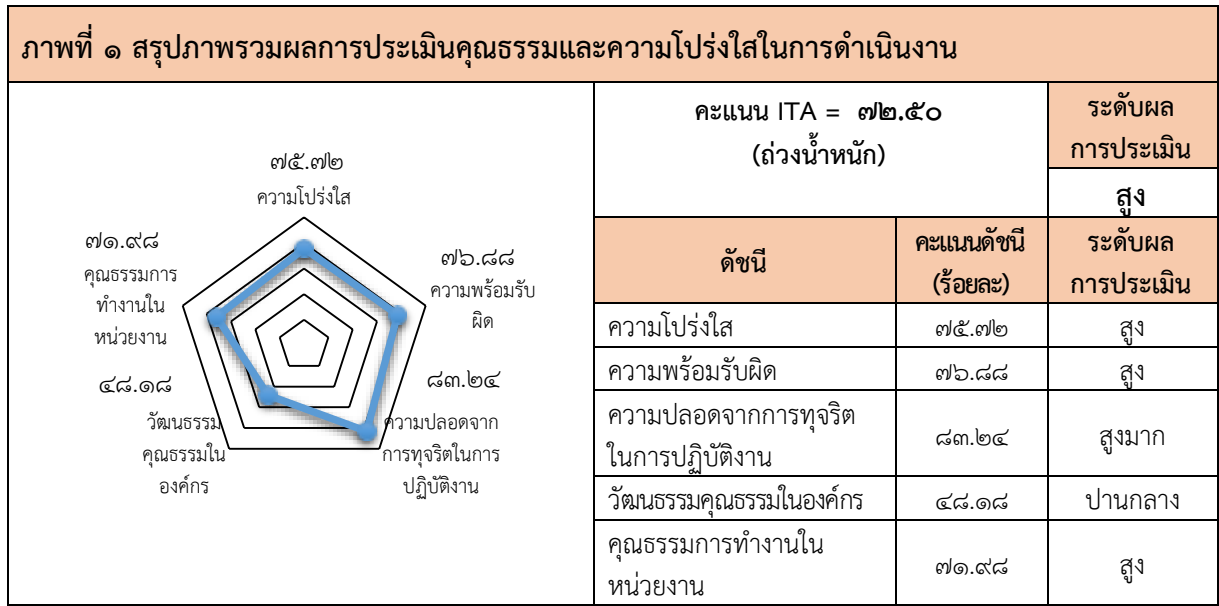 ภาพที่ ๑ สรุปภาพรวมผลการประเมินคุณธรรมและความโปร่งใสในการดำเนินงาน
๗๕.๗๒
ความโปร่งใส
๗๖.๘๘
ความพร้อมรับ
ผิด
๘๓.๒๔
ความปลอดจาก
การทุจริตในการ
ปฏิบัติงาน
๔๘.๑๘
วัฒนธรรม
คุณธรรมใน
องค์กร
๗๑.๙๘
คุณธรรมการ
ทำงานใน
หน่วยงาน
คะแนน ITA = ๗๒.๕๐
(ถ่วงน้ำหนัก)
ระดับผล
การประเมิน
สูง
ดัชนี
คะแนนดัชนี
(ร้อยละ)
ระดับผล
การประเมิน
ความโปร่งใส ๗๕.๗๒ สูง
ความพร้อมรับผิด ๗๖.๘๘ สูง
ความปลอดจากการทุจริต
ในการปฏิบัติงาน
๘๓.๒๔ สูงมาก
วัฒนธรรมคุณธรรมในองค์กร ๔๘.๑๘ ปานกลาง
คุณธรรมการทำงานใน
หน่วยงาน
๗๑.๙๘ สูง